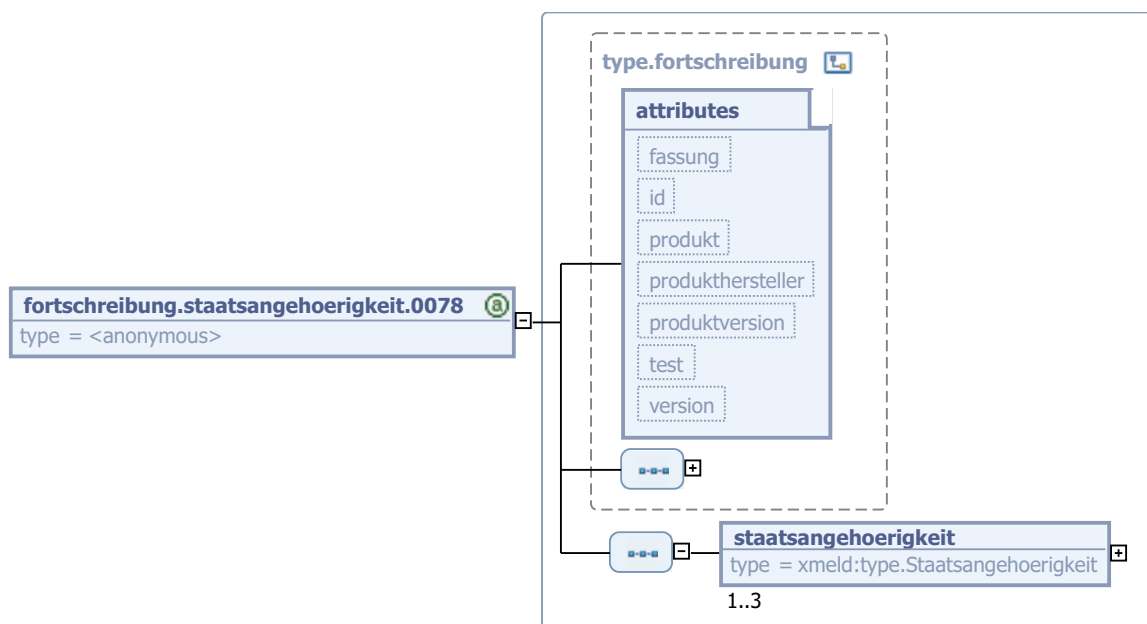 type.fortschreibung
attributes
fassung
id
produkt
produkthersteller
produktversion
test
version
fortschreibung.staatsangehoerigkeit.0078 @
type = <anonymous>
staatsangehoerigkeit
type = xmeld:type.Staatsangehoerigkeit
1..3